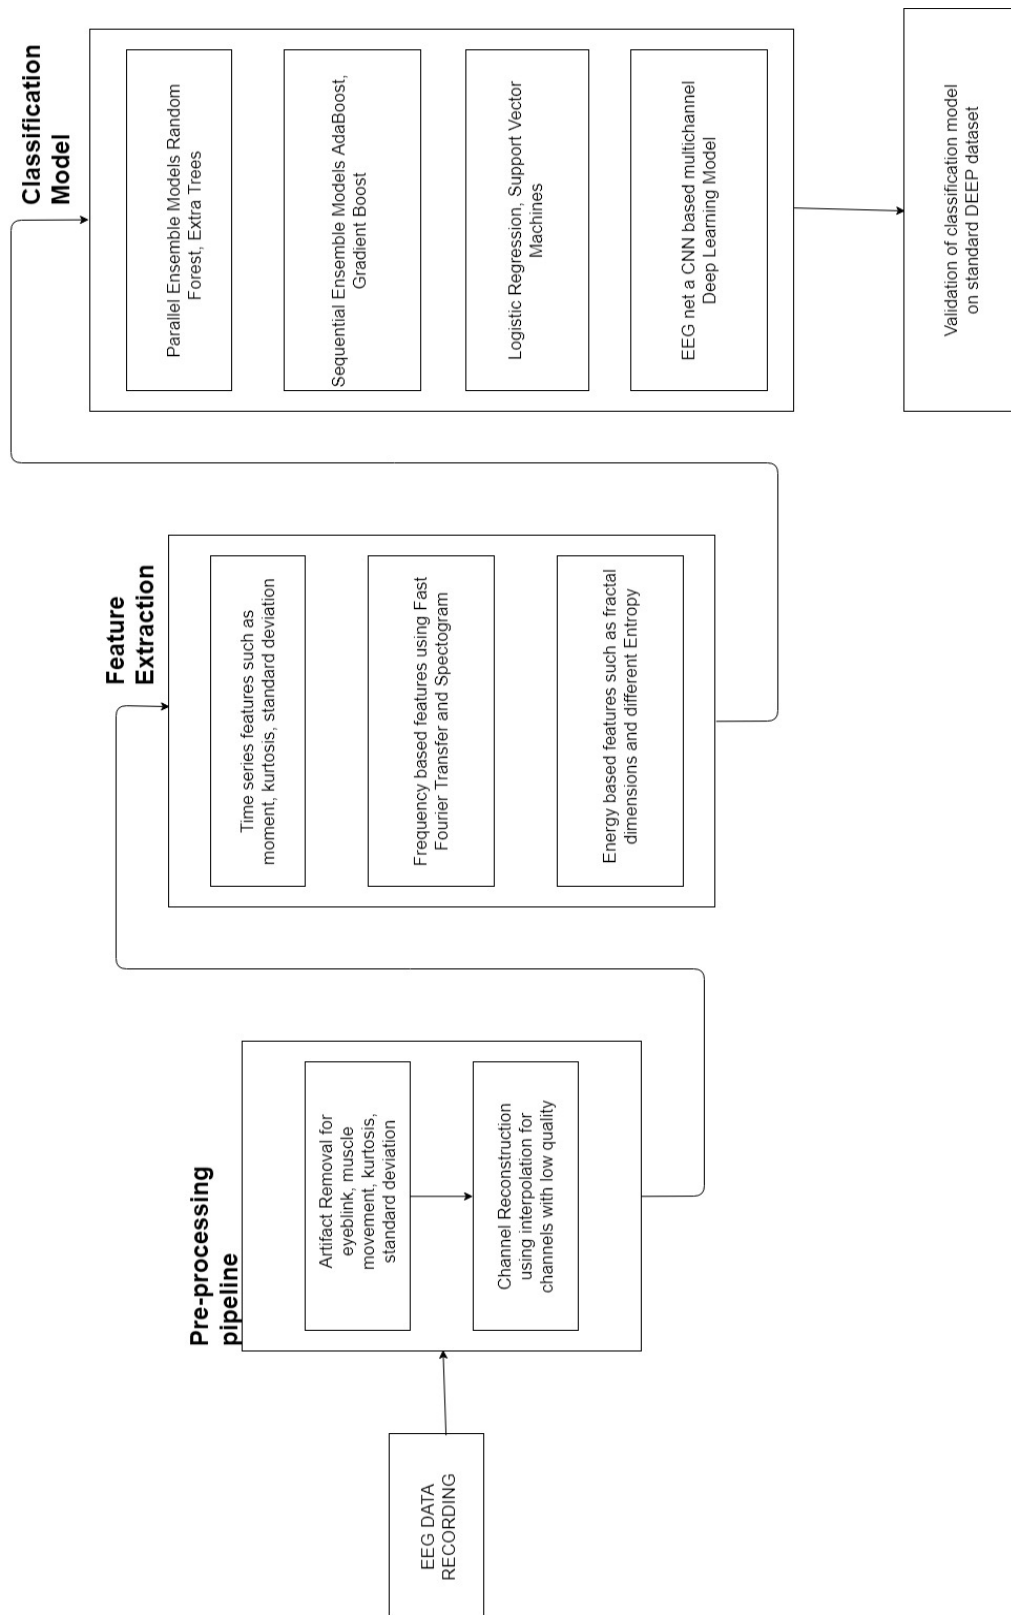 EEG DATA
RECORDING
Pre-processing
pipeline
Artifact Removal for
eyeblink, muscle
movement, kurtosis,
standard deviation
Channel Reconstruction
using interpolation for
channels with low quality
Feature
Extraction
Time series features such as
moment, kurtosis, standard deviation
Frequency based features using Fast
Fourier Transfer and Spectogram
Energy based features such as fractal
dimensions and different Entropy
Classification
Model
Parallel Ensemble Models Random
Forest, Extra Trees
Sequential Ensemble Models AdaBoost,
Gradient Boost
Logistic Regression, Support Vector
Machines
EEG net a CNN based multichannel
Deep Learning Model
Validation of classification model
on standard DEEP dataset